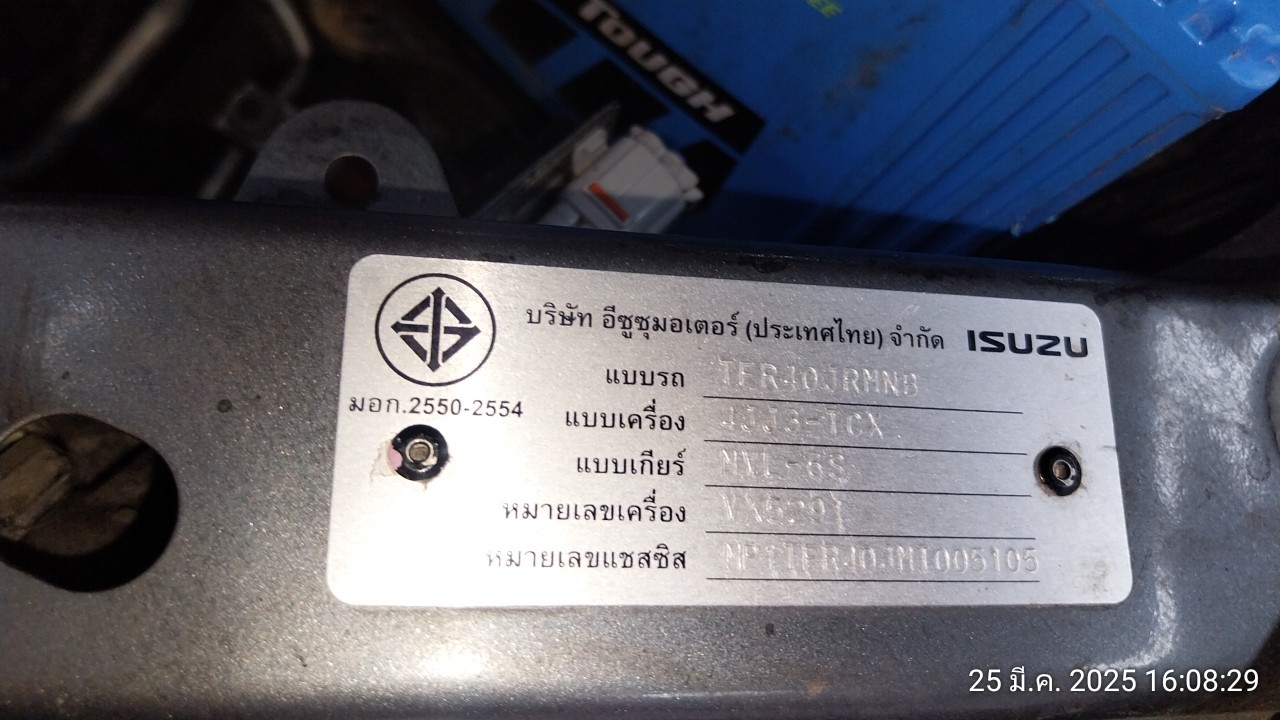 TOUGH
บริษัท อีซูซุมอเตอร์ (ประเทศไทย) จำกัด ISUZU
มอก.2550-2554
แบบรถ TFR40JRMNB
แบบเครื่อง 4JJ3-TCX
แบบเกียร์ MVL-6S
หมายเลขเครื่อง
หมายเลขแชสซิส MP1TFR40JMT005105
25 มี.ค. 2025 16:08:29